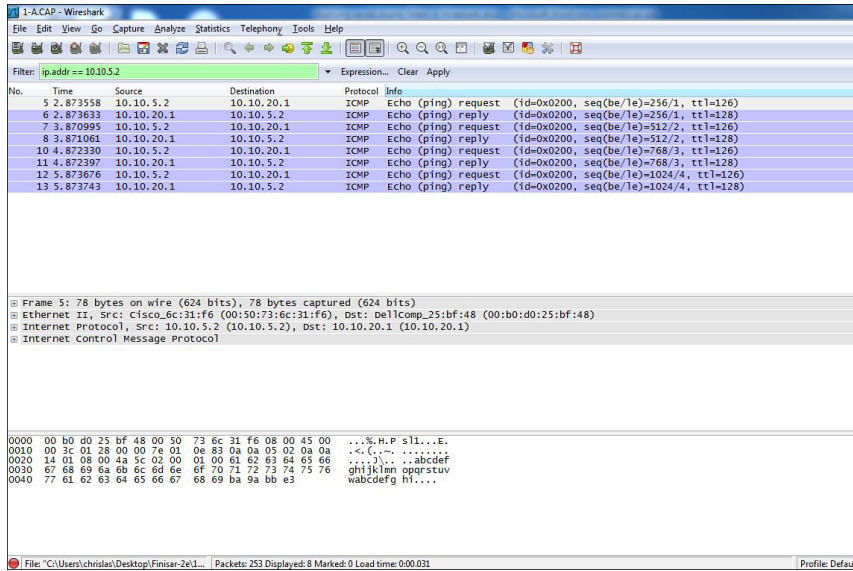 1-A.CAP - Wireshark
File Edit View Go Capture Analyze Statistics Telephony Tools Help
Filter: ip.addr == 10.10.5.2 Expression... Clear Apply
No. Time Source Destination Protocol Info
5 2.873558 10.10.5.2 10.10.20.1 ICMP Echo (ping) request (id=0x0200, seq(be/le)=256/1, ttl=126)
6 2.873633 10.10.20.1 10.10.5.2 ICMP Echo (ping) reply (id=0x0200, seq(be/le)=256/1, ttl=128)
7 3.870995 10.10.5.2 10.10.20.1 ICMP Echo (ping) request (id=0x0200, seq(be/le)=512/2, ttl=126)
8 3.871061 10.10.20.1 10.10.5.2 ICMP Echo (ping) reply (id=0x0200, seq(be/le)=512/2, ttl=128)
10 4.872330 10.10.5.2 10.10.20.1 ICMP Echo (ping) request (id=0x0200, seq(be/le)=768/3, ttl=126)
11 4.872397 10.10.20.1 10.10.5.2 ICMP Echo (ping) reply (id=0x0200, seq(be/le)=768/3, ttl=128)
12 5.873676 10.10.5.2 10.10.20.1 ICMP Echo (ping) request (id=0x0200, seq(be/le)=1024/4, ttl=126)
13 5.873743 10.10.20.1 10.10.5.2 ICMP Echo (ping) reply (id=0x0200, seq(be/le)=1024/4, ttl=128)
Frame 5: 78 bytes on wire (624 bits), 78 bytes captured (624 bits)
Ethernet II, Src: Cisco_6c:31:f6 (00:50:73:6c:31:f6), Dst: DellComp_25:bf:48 (00:b0:d0:25:bf:48)
Internet Protocol, Src: 10.10.5.2 (10.10.5.2), Dst: 10.10.20.1 (10.10.20.1)
Internet Control Message Protocol
0000 00 b0 d0 25 bf 48 00 50 73 6c 31 f6 08 00 45 00 ...%.H.P sl1...E.
0010 00 3c 01 28 00 00 7e 01 0e 83 0a 0a 05 02 0a 0a .<.(..~. ........
0020 14 01 08 00 4a 5c 02 00 01 00 61 62 63 64 65 66 ....J\.. ..abcdef
0030 67 68 69 6a 6b 6c 6d 6e 6f 70 71 72 73 74 75 76 ghijklmn opqrstuv
0040 77 61 62 63 64 65 66 67 68 69 ba 9a bb e3 wabcdefg hi....
File: "C:\Users\chrislas\Desktop\Finisar-2e\1... Packets: 253 Displayed: 8 Marked: 0 Load time: 0:00.031 Profile: Defau